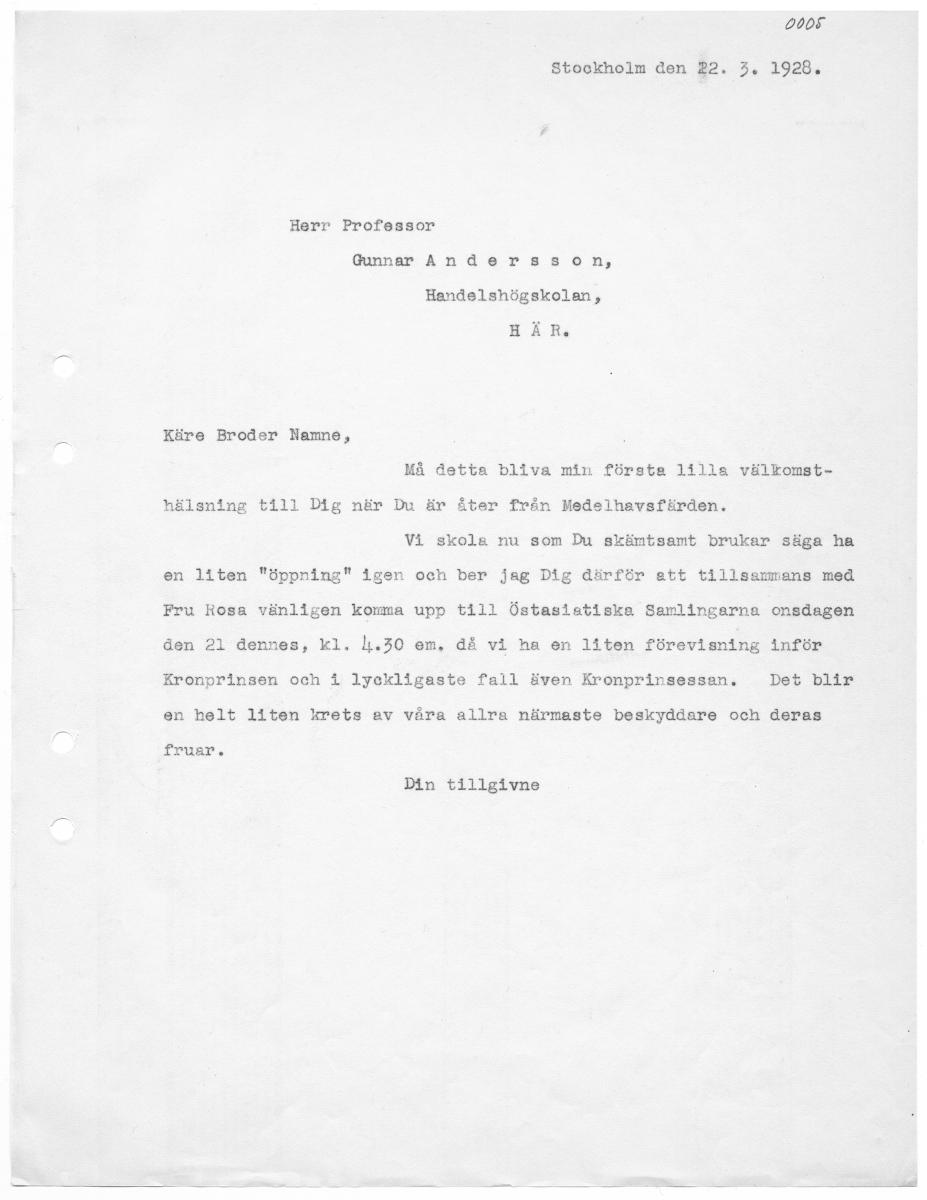 0005
Stockholm den 12. 3. 1928.
Herr Professor
Gunnar A n d e r s s o n,
Handelshögskolan,
H Ä R.
Käre Broder Namne,
Må detta bliva min första lilla välkomst-
hälsning till Dig när Du är åter från Medelhavsfärden.
Vi skola nu som Du skämtsamt brukar säga ha
en liten "öppning" igen och ber jag Dig därför att tillsammans med
Fru Rosa vänligen komma upp till Östasiatiska Samlingarna onsdagen
den 21 dennes, kl. 4.30 em. då vi ha en liten förevisning inför
Kronprinsen och i lyckligaste fall även Kronprinsessan. Det blir
en helt liten krets av våra allra närmaste beskyddare och deras
fruar.
Din tillgivne